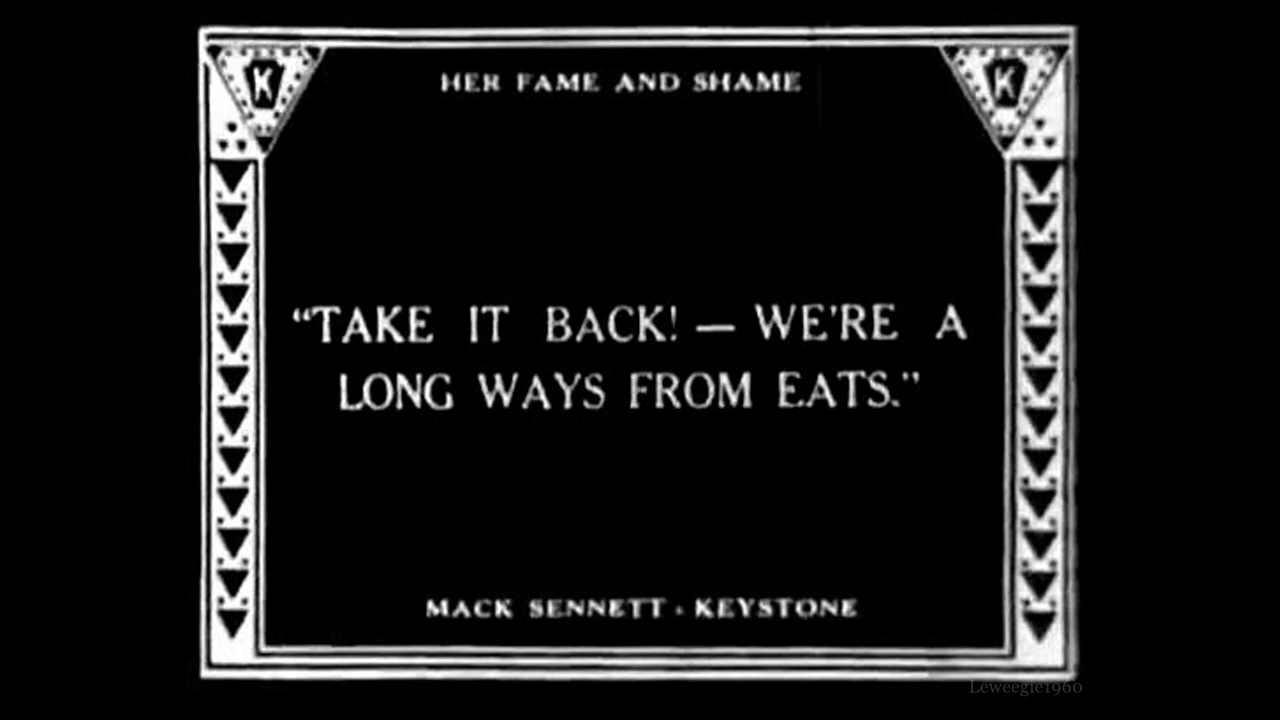 K K
HER FAME AND SHAME
“TAKE IT BACK! — WE'RE A
LONG WAYS FROM EATS.”
MACK SENNETT · KEYSTONE
Leweegie1960